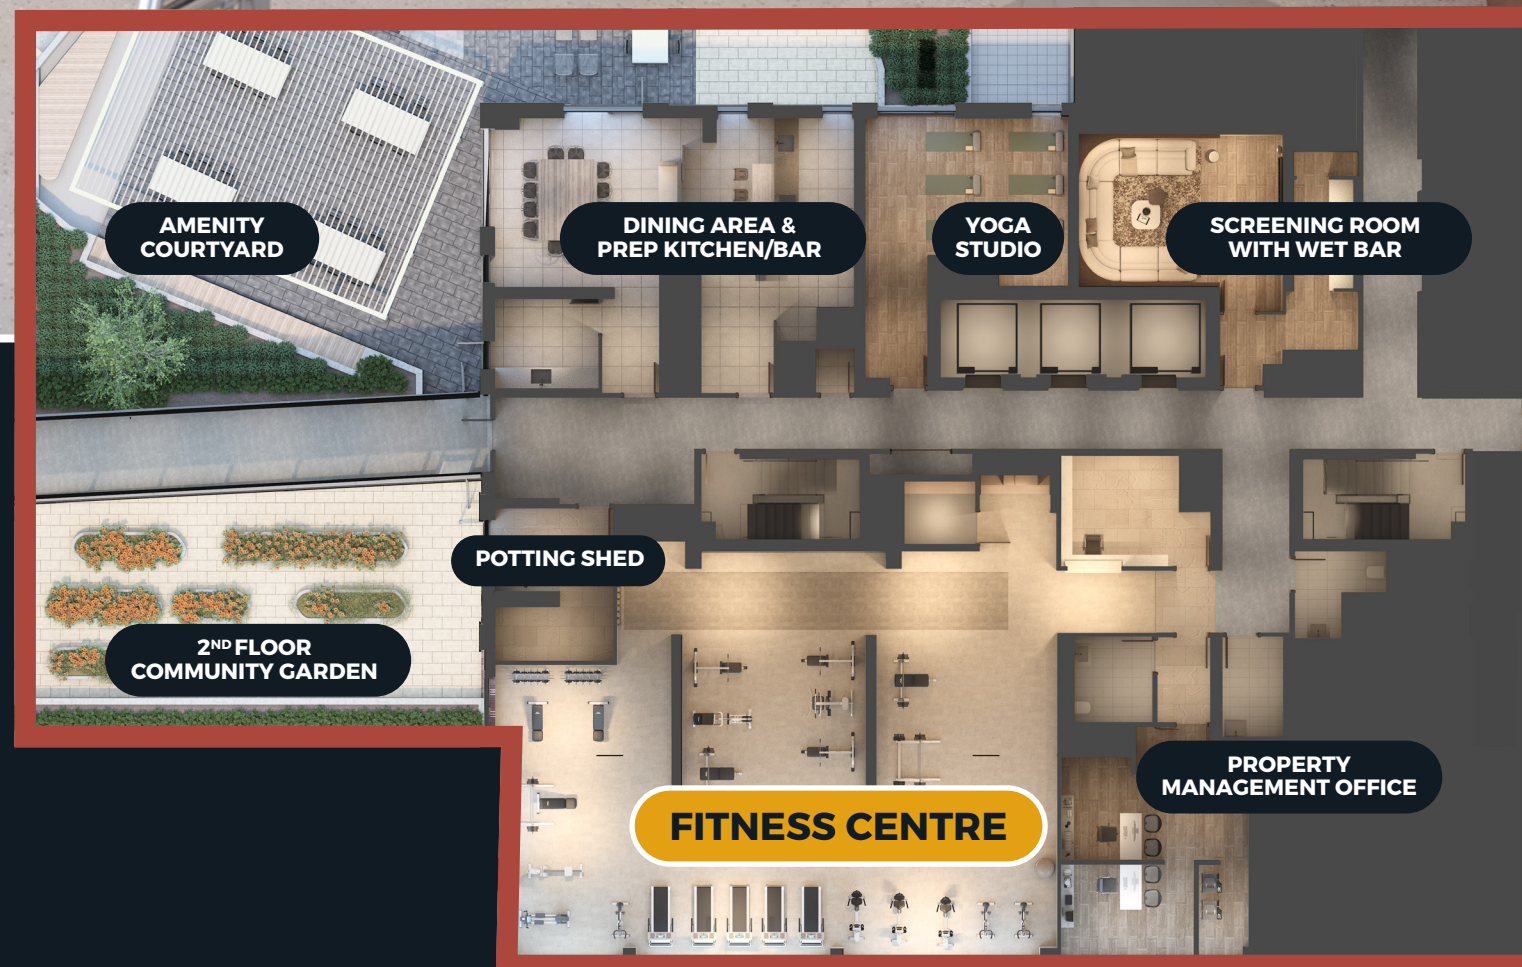 AMENITY
COURTYARD
DINING AREA &
PREP KITCHEN/BAR
YOGA
STUDIO
SCREENING ROOM
WITH WET BAR
POTTING SHED
2ND FLOOR
COMMUNITY GARDEN
PROPERTY
MANAGEMENT OFFICE
FITNESS CENTRE